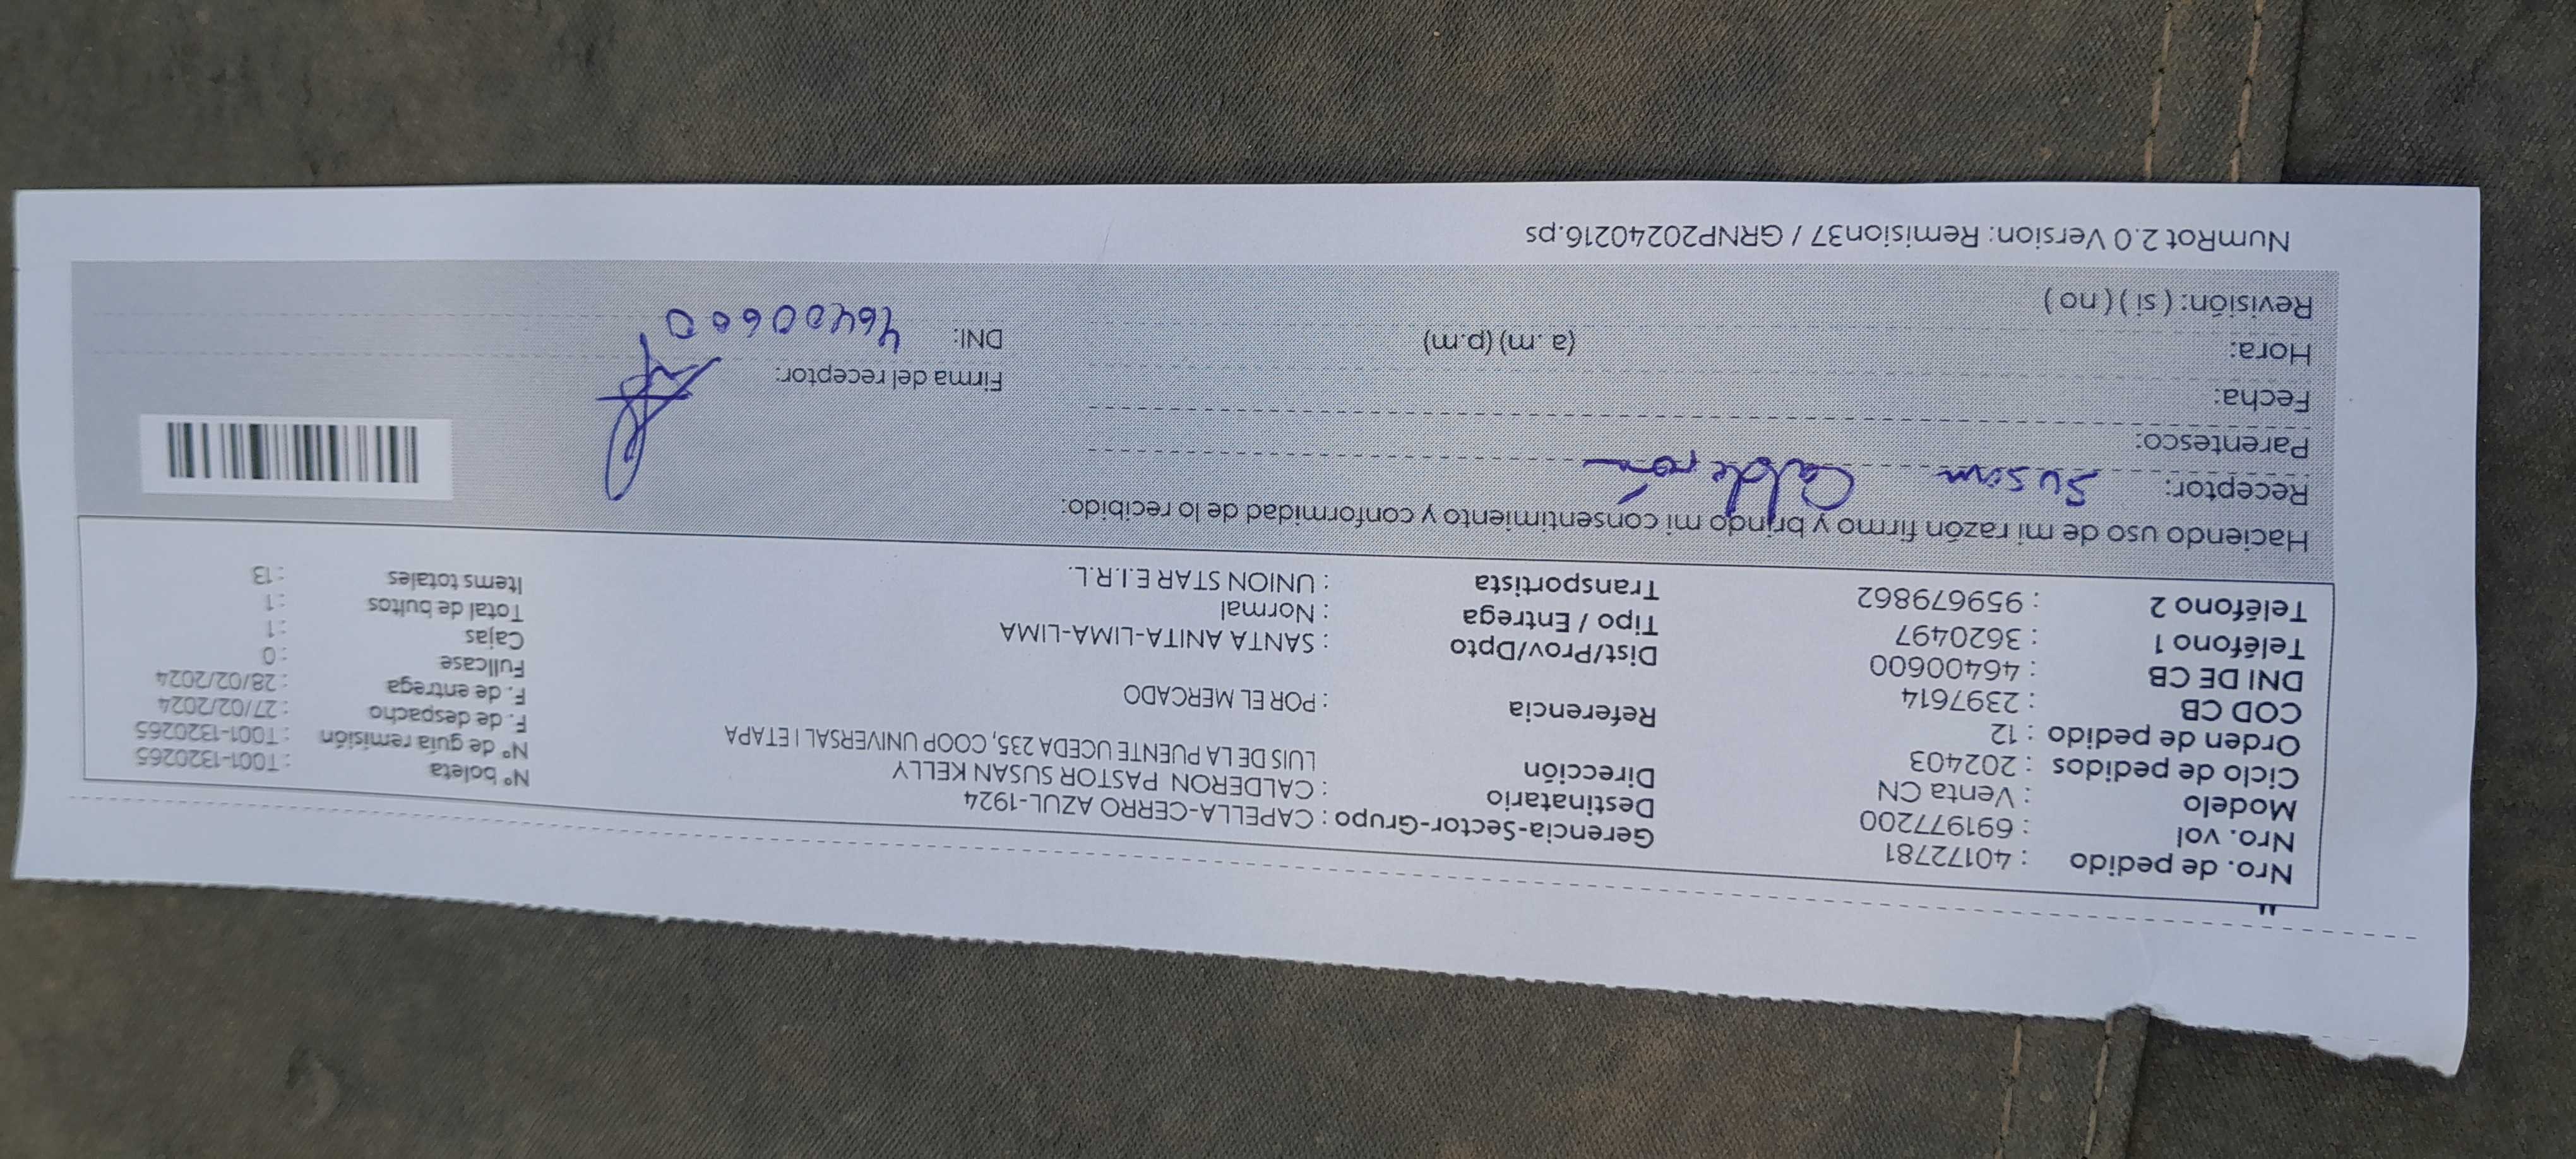 Nro. de pedido : 40172781
Nro. vol : 691977200
Modelo : Venta CN
Ciclo de pedidos : 202403
Orden de pedido : 12
COD CB : 2397614
DNI DE CB : 46400600
Teléfono 1 : 3620497
Teléfono 2 : 959679862
Gerencia-Sector-Grupo : CAPELLA-CERRO AZUL-1924
Destinatario : CALDERON PASTOR SUSAN KELLY
Dirección LUIS DE LA PUENTE UCEDA 235, COOP UNIVERSAL I ETAPA
Referencia : POR EL MERCADO
Dist/Prov/Dpto : SANTA ANITA-LIMA-LIMA
Tipo / Entrega : Normal
Transportista : UNION STAR E.I.R.L.
Nº boleta : T001-1320265
Nº de guía remisión : T001-1320265
F. de despacho : 27/02/2024
F. de entrega : 28/02/2024
Fullcase : 0
Cajas : 1
Total de bultos : 1
Items totales : 13
Haciendo uso de mi razón firmo y brindo mi consentimiento y conformidad de lo recibido:
Receptor: Susan Calderón
Parentesco:
Fecha:
Hora: (a.m) (p.m)
Revisión: ( si ) ( no )
Firma del receptor:
DNI: 46400600
NumRot 2.0 Version: Remision37 / GRNP20240216.ps